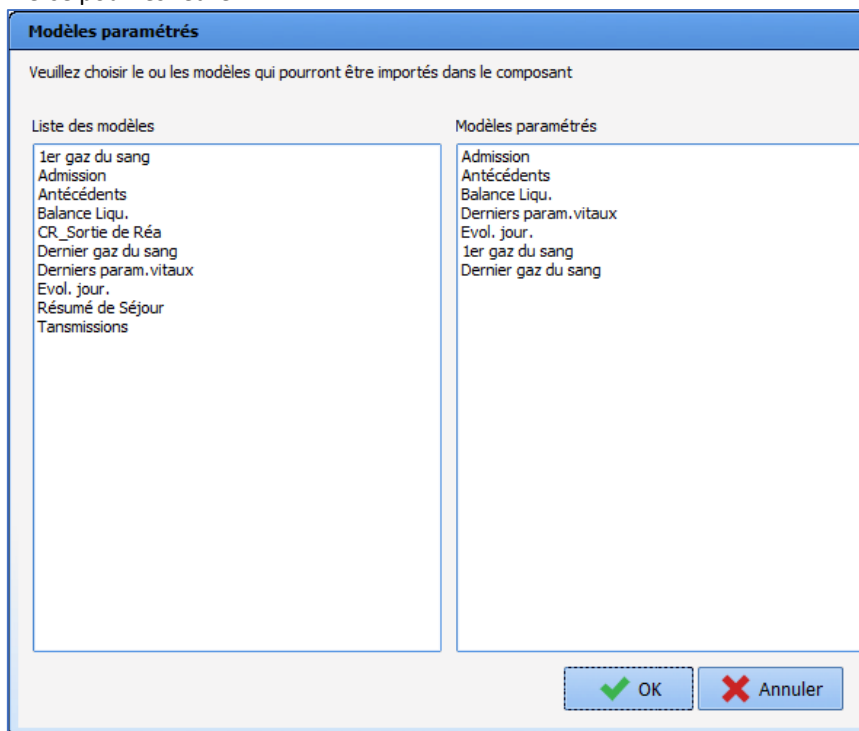 Modèles paramétrés
Veuillez choisir le ou les modèles qui pourront être importés dans le composant
Liste des modèles
1er gaz du sang
Admission
Antécédents
Balance Liqu.
CR_Sortie de Réa
Dernier gaz du sang
Derniers param.vitaux
Evol. jour.
Résumé de Séjour
Tansmissions
Modèles paramétrés
Admission
Antécédents
Balance Liqu.
Derniers param.vitaux
Evol. jour.
1er gaz du sang
Dernier gaz du sang
OK
Annuler